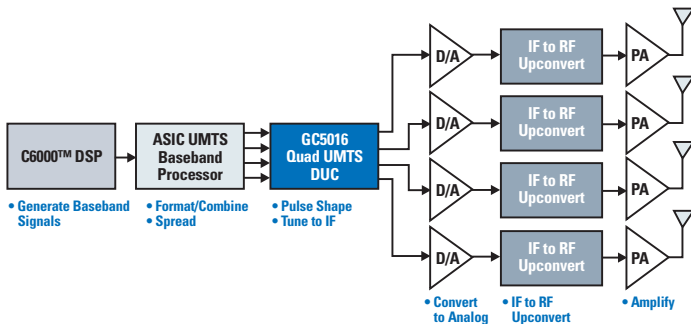 D/A
IF to RF
Upconvert
PA
D/A
IF to RF
Upconvert
PA
C6000™ DSP
ASIC UMTS
Baseband
Processor
GC5016
Quad UMTS
DUC
D/A
IF to RF
Upconvert
PA
D/A
IF to RF
Upconvert
PA
• Generate Baseband
Signals
• Format/Combine
• Spread
• Pulse Shape
• Tune to IF
• Convert
to Analog
• IF to RF
Upconvert
• Amplify